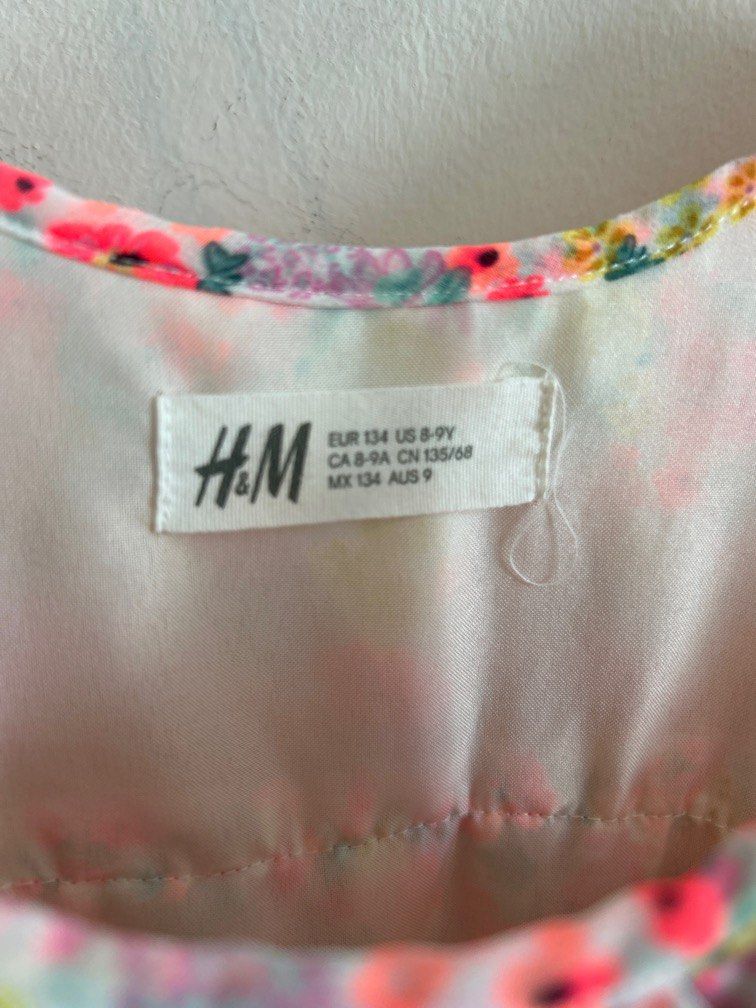 H&M
EUR 134 US 8-9Y
CA 8-9A CN 135/68
MX 134 AUS 9